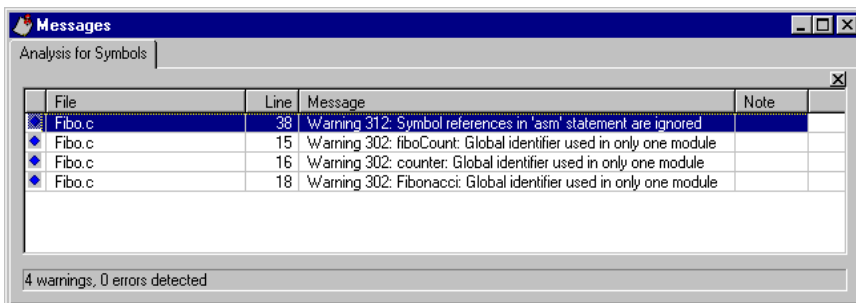 Messages
Analysis for Symbols
File Line Message Note
Fibo.c 38 Warning 312: Symbol references in 'asm' statement are ignored
Fibo.c 15 Warning 302: fiboCount: Global identifier used in only one module
Fibo.c 16 Warning 302: counter: Global identifier used in only one module
Fibo.c 18 Warning 302: Fibonacci: Global identifier used in only one module
4 warnings, 0 errors detected